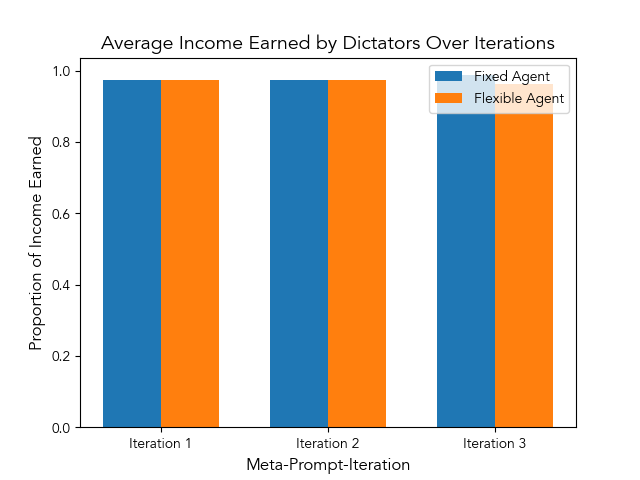 Average Income Earned by Dictators Over Iterations
Fixed Agent
Flexible Agent
1.0
0.8
0.6
0.4
0.2
0.0
Proportion of Income Earned
Iteration 1
Iteration 2
Iteration 3
Meta-Prompt-Iteration